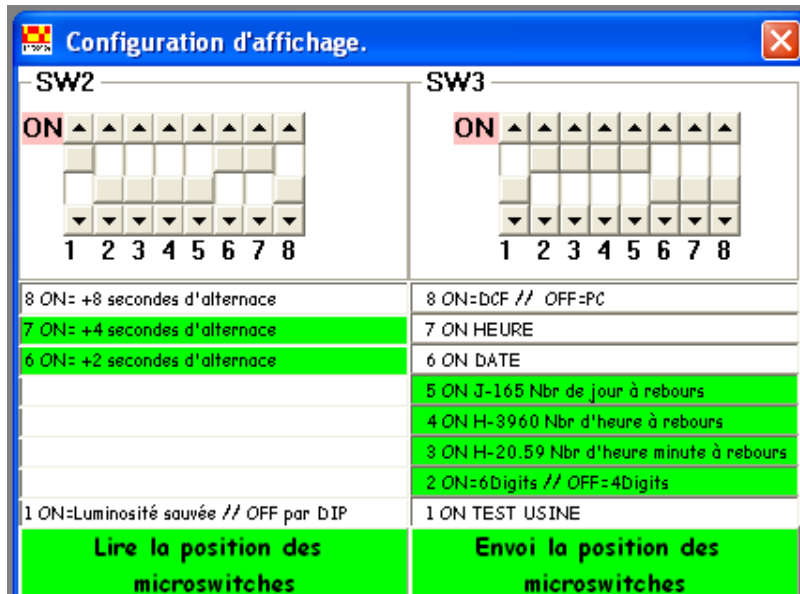 Configuration d'affichage.
SW2
ON
1 2 3 4 5 6 7 8
8 ON= +8 secondes d'alternace
7 ON= +4 secondes d'alternace
6 ON= +2 secondes d'alternace
1 ON=Luminosité sauvée // OFF par DIP
Lire la position des
microswitches
SW3
ON
1 2 3 4 5 6 7 8
8 ON=DCF // OFF=PC
7 ON HEURE
6 ON DATE
5 ON J-165 Nbr de jour à rebours
4 ON H-3960 Nbr d'heure à rebours
3 ON H-20.59 Nbr d'heure minute à rebours
2 ON=6Digits // OFF=4Digits
1 ON TEST USINE
Envoi la position des
microswitches